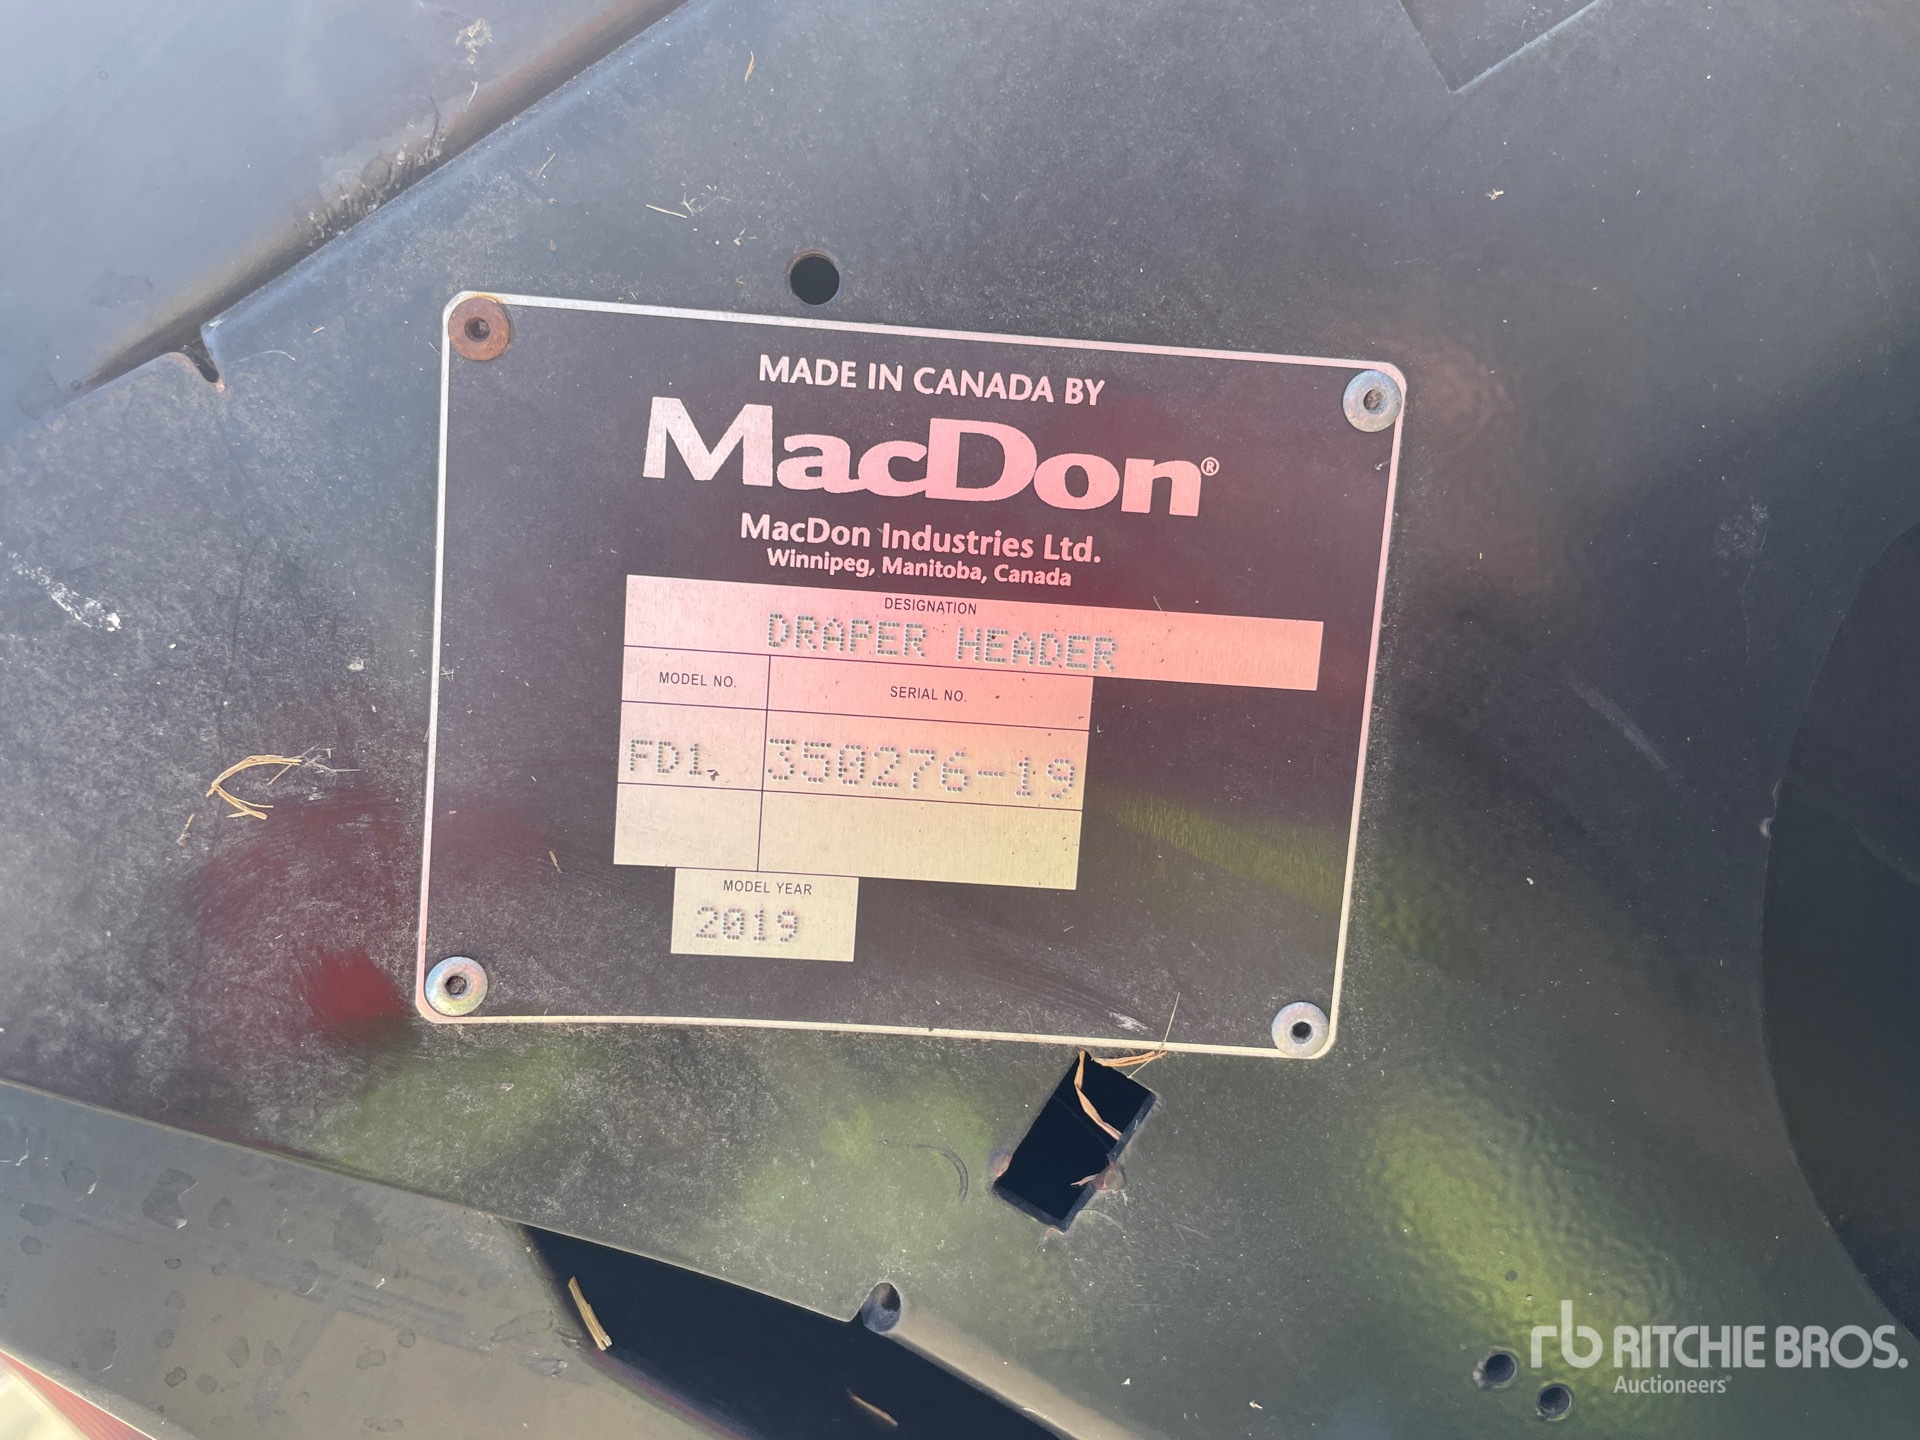 MADE IN CANADA BY
MacDon®
MacDon Industries Ltd.
Winnipeg, Manitoba, Canada
DESIGNATION
DRAPER HEADER
MODEL NO. SERIAL NO.
FD1, 350276-19
MODEL YEAR
2019
rb RITCHIE BROS.
Auctioneers®